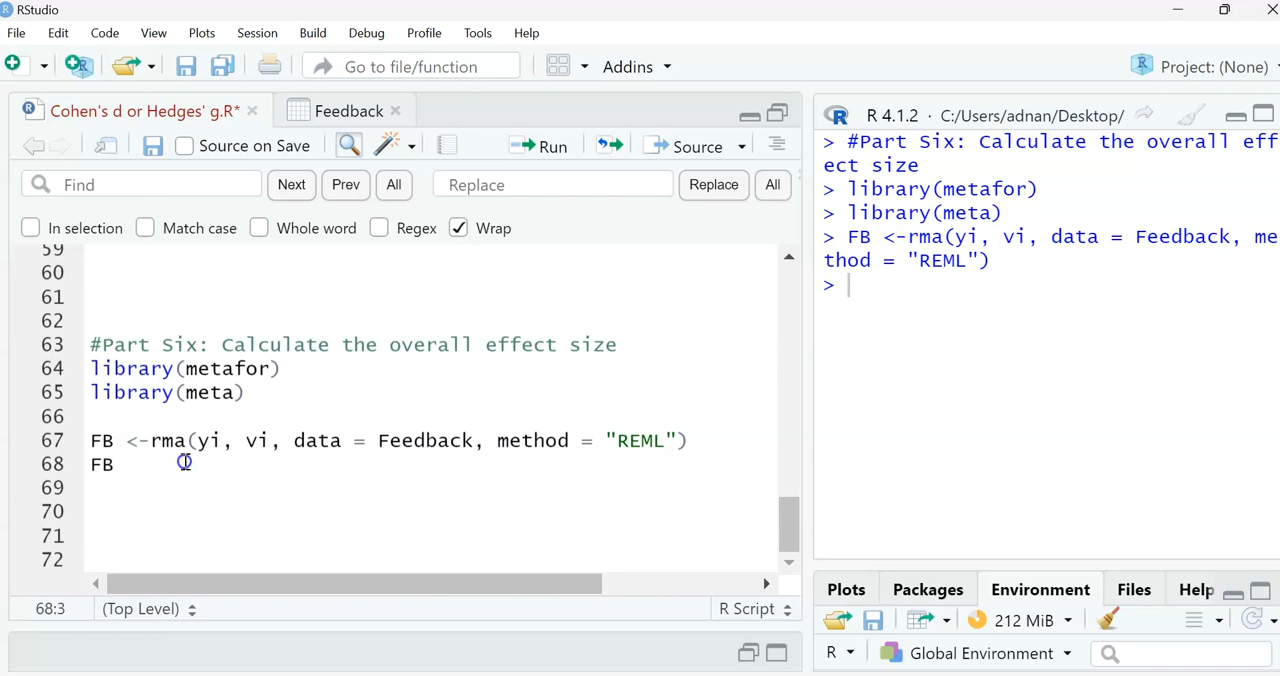 RStudio
File Edit Code View Plots Session Build Debug Profile Tools Help
Go to file/function Addins Project: (None)
Cohen's d or Hedges' g.R* Feedback
Source on Save Run Source
Find Next Prev All Replace Replace All
In selection Match case Whole word Regex Wrap
59
60
61
62
63 #Part Six: Calculate the overall effect size
64 library(metafor)
65 library(meta)
66
67 FB <-rma(yi, vi, data = Feedback, method = "REML")
68 FB
69
70
71
72
68:3 (Top Level) R Script
R 4.1.2 · C:/Users/adnan/Desktop/
> #Part Six: Calculate the overall eff
ect size
> library(metafor)
> library(meta)
> FB <-rma(yi, vi, data = Feedback, me
thod = "REML")
>
Plots Packages Environment Files Help
212 MiB
R Global Environment